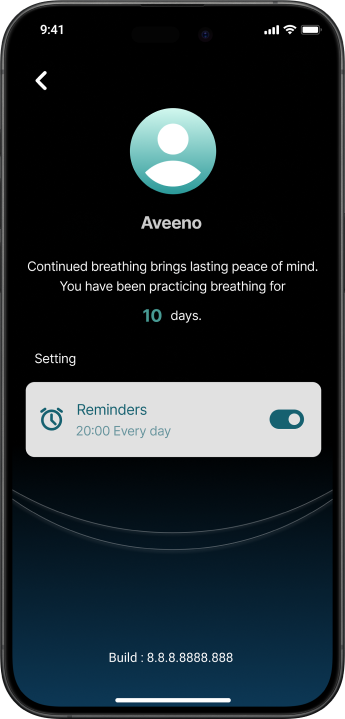 9:41
Aveeno
Continued breathing brings lasting peace of mind.
You have been practicing breathing for
10 days.
Setting
Reminders
20:00 Every day
Build : 8.8.8.8888.888